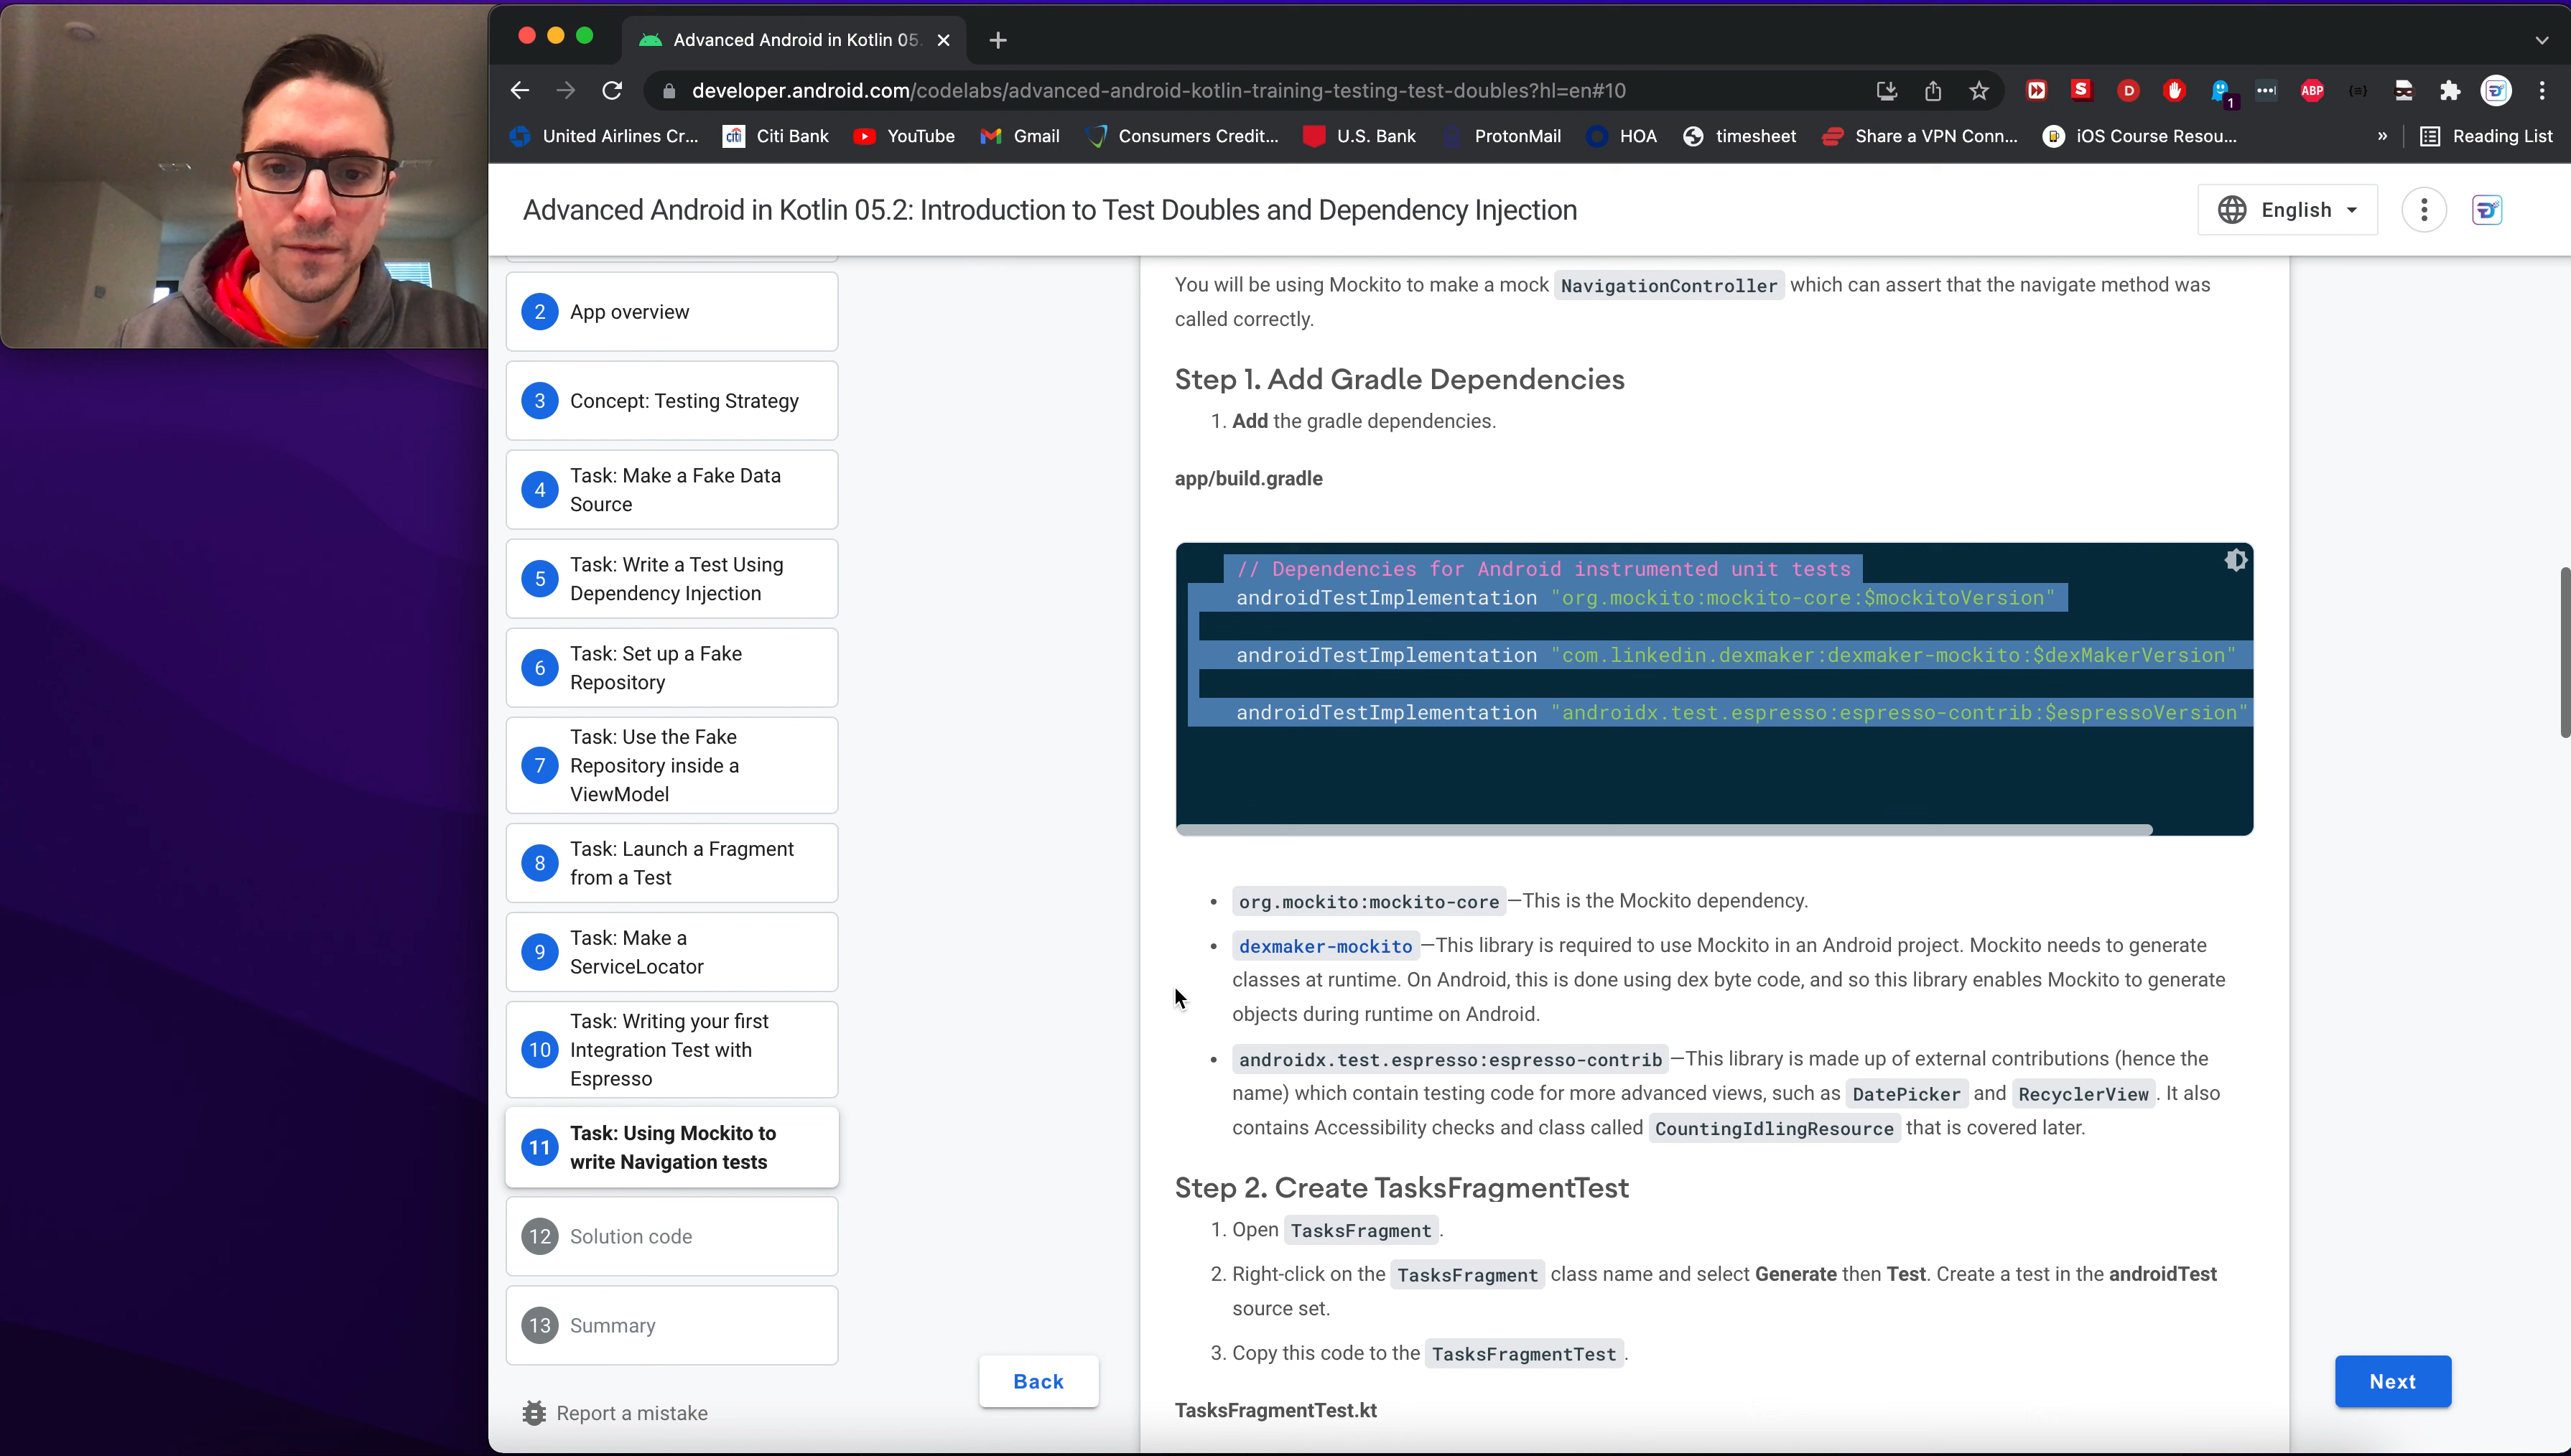 Advanced Android in Kotlin 05.
developer.android.com/codelabs/advanced-android-kotlin-training-testing-test-doubles?hl=en#10
S
D
1
ABP
United Airlines Cr...
citi
Citi Bank
YouTube
Gmail
Consumers Credit...
U.S. Bank
ProtonMail
HOA
timesheet
Share a VPN Conn...
iOS Course Resou...
»
Reading List
Advanced Android in Kotlin 05.2: Introduction to Test Doubles and Dependency Injection
English
2 App overview
3 Concept: Testing Strategy
4 Task: Make a Fake Data
Source
5 Task: Write a Test Using
Dependency Injection
6 Task: Set up a Fake
Repository
7 Task: Use the Fake
Repository inside a
ViewModel
8 Task: Launch a Fragment
from a Test
9 Task: Make a
ServiceLocator
10 Task: Writing your first
Integration Test with
Espresso
11 Task: Using Mockito to
write Navigation tests
12 Solution code
13 Summary
Report a mistake
You will be using Mockito to make a mock NavigationController which can assert that the navigate method was
called correctly.
Step 1. Add Gradle Dependencies
1. Add the gradle dependencies.
app/build.gradle
// Dependencies for Android instrumented unit tests
androidTestImplementation "org.mockito:mockito-core:$mockitoVersion"
androidTestImplementation "com.linkedin.dexmaker:dexmaker-mockito:$dexMakerVersion"
androidTestImplementation "androidx.test.espresso:espresso-contrib:$espressoVersion"
• org.mockito:mockito-core—This is the Mockito dependency.
• dexmaker-mockito—This library is required to use Mockito in an Android project. Mockito needs to generate
classes at runtime. On Android, this is done using dex byte code, and so this library enables Mockito to generate
objects during runtime on Android.
• androidx.test.espresso:espresso-contrib—This library is made up of external contributions (hence the
name) which contain testing code for more advanced views, such as DatePicker and RecyclerView. It also
contains Accessibility checks and class called CountingIdlingResource that is covered later.
Step 2. Create TasksFragmentTest
1. Open TasksFragment.
2. Right-click on the TasksFragment class name and select Generate then Test. Create a test in the androidTest
source set.
3. Copy this code to the TasksFragmentTest.
TasksFragmentTest.kt
Back
Next